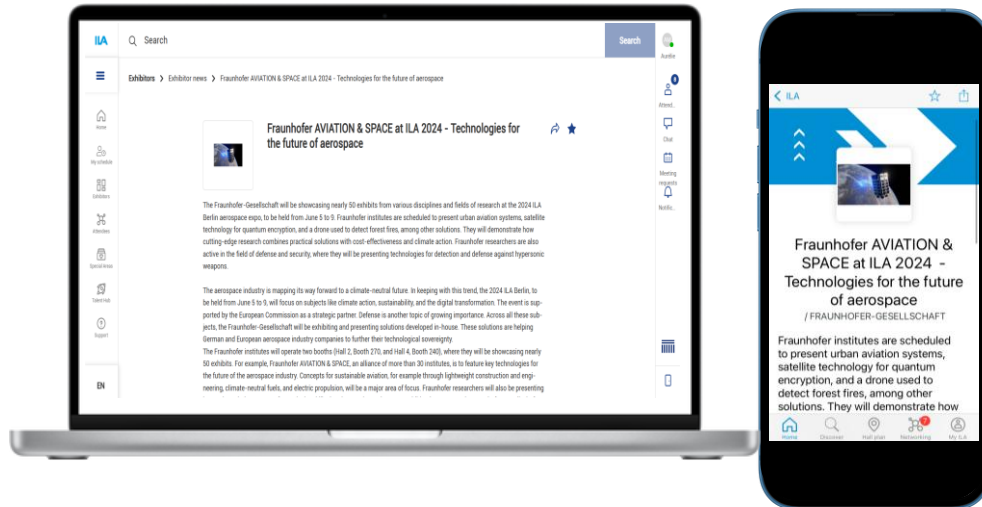 ILA
Search
Search
Aurélie
Exhibitors > Exhibitor news > Fraunhofer AVIATION & SPACE at ILA 2024 - Technologies for the future of aerospace
Home
My schedule
Exhibitors
Attendees
Special Areas
Talent Hub
Support
EN
Fraunhofer AVIATION & SPACE at ILA 2024 - Technologies for
the future of aerospace
The Fraunhofer-Gesellschaft will be showcasing nearly 50 exhibits from various disciplines and fields of research at the 2024 ILA
Berlin aerospace expo, to be held from June 5 to 9. Fraunhofer institutes are scheduled to present urban aviation systems, satellite
technology for quantum encryption, and a drone used to detect forest fires, among other solutions. They will demonstrate how
cutting-edge research combines practical solutions with cost-effectiveness and climate action. Fraunhofer researchers are also
active in the field of defense and security, where they will be presenting technologies for detection and defense against hypersonic
weapons.
The aerospace industry is mapping its way forward to a climate-neutral future. In keeping with this trend, the 2024 ILA Berlin, to
be held from June 5 to 9, will focus on subjects like climate action, sustainability, and the digital transformation. The event is sup-
ported by the European Commission as a strategic partner. Defense is another topic of growing importance. Across all these sub-
jects, the Fraunhofer-Gesellschaft will be exhibiting and presenting solutions developed in-house. These solutions are helping
German and European aerospace industry companies to further their technological sovereignty.
The Fraunhofer institutes will operate two booths (Hall 2, Booth 270, and Hall 4, Booth 240), where they will be showcasing nearly
50 exhibits. For example, Fraunhofer AVIATION & SPACE, an alliance of more than 30 institutes, is to feature key technologies for
the future of the aerospace industry. Concepts for sustainable aviation, for example through lightweight construction and engi-
neering, climate-neutral fuels, and electric propulsion, will be a major area of focus. Fraunhofer researchers will also be presenting
Attend..
Chat
Meeting
requests
Notific..
ILA
Fraunhofer AVIATION &
SPACE at ILA 2024 -
Technologies for the future
of aerospace
/ FRAUNHOFER-GESELLSCHAFT
Fraunhofer institutes are scheduled
to present urban aviation systems,
satellite technology for quantum
encryption, and a drone used to
detect forest fires, among other
solutions. They will demonstrate how
7
Home
Discover
Hall plan
Networking
My ILA